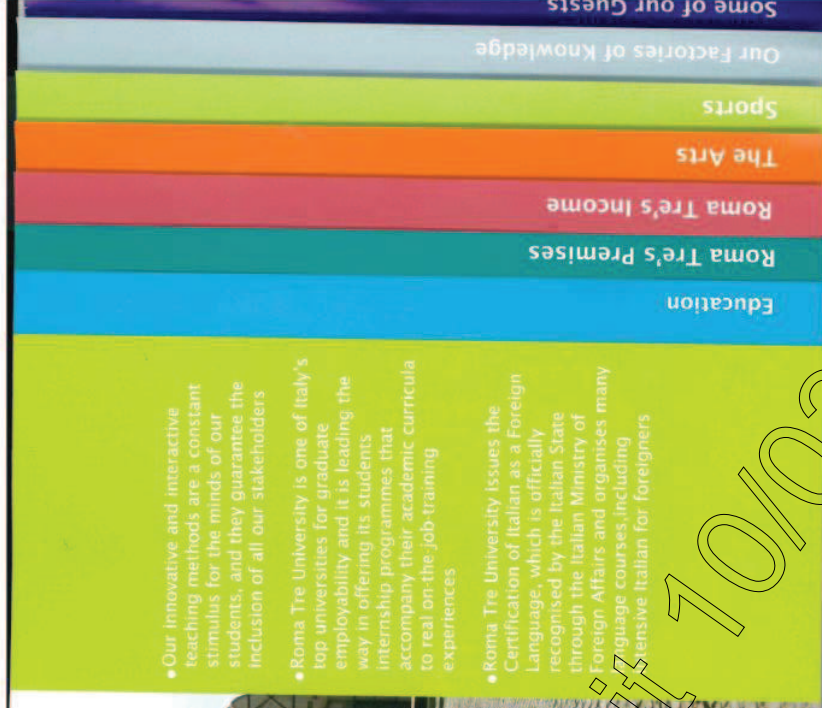 Some of our Guests
Our Factories of Knowledge
Sports
The Arts
Roma Tre's Income
Roma Tre's Premises
Education
•Our innovative and interactive
teaching methods are a constant
stimulus for the minds of our
students, and they guarantee the
inclusion of all our stakeholders
•Roma Tre University is one of Italy's
top universities for graduate
employability and it is leading the
way in offering its students
internship programmes that
accompany their academic curricula
to real on-the-job-training
experiences
•Roma Tre University issues the
Certification of Italian as a Foreign
Language, which is officially
recognised by the Italian State
through the Italian Ministry of
Foreign Affairs and organises many
language courses,including
intensive Italian for foreigners
it 10/02